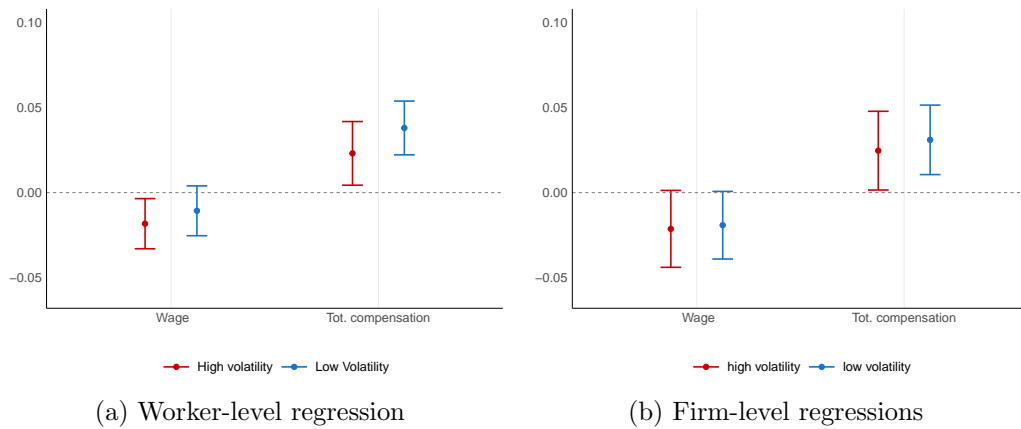 0.10
0.05
0.00
−0.05
Wage
Tot. compensation
High volatility
Low Volatility
(a) Worker-level regression
0.10
0.05
0.00
−0.05
Wage
Tot. compensation
high volatility
low volatility
(b) Firm-level regressions